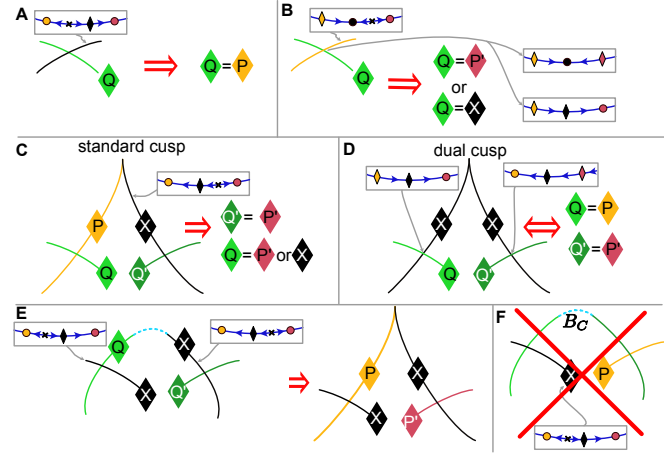 A
Q
Q = P
B
Q
Q = P'
or
Q = X
C
standard cusp
P
X
Q
Q'
Q' = P'
Q = P' or X
D
dual cusp
X
X
Q
Q'
Q = P
Q' = P'
E
Q
X
X
Q'
P
X
X
P'
F
B_C
X
P